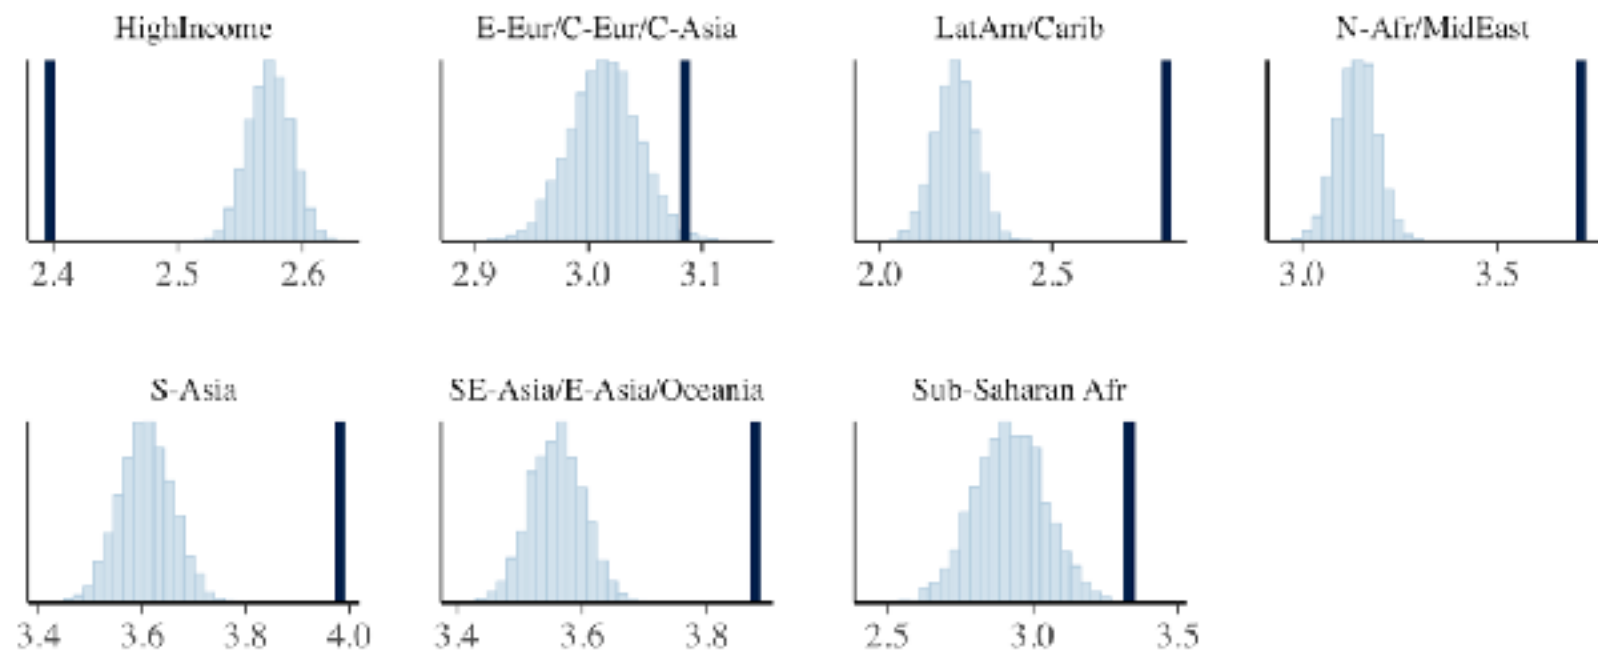 HighIncome E-Eur/C-Eur/C-Asia LatAm/Carib N-Afr/MidEast
2.4 2.5 2.6 2.9 3.0 3.1 2.0 2.5 3.0 3.5
S-Asia SE-Asia/E-Asia/Oceania Sub-Saharan Afr
3.4 3.6 3.8 4.0 3.4 3.6 3.8 2.5 3.0 3.5